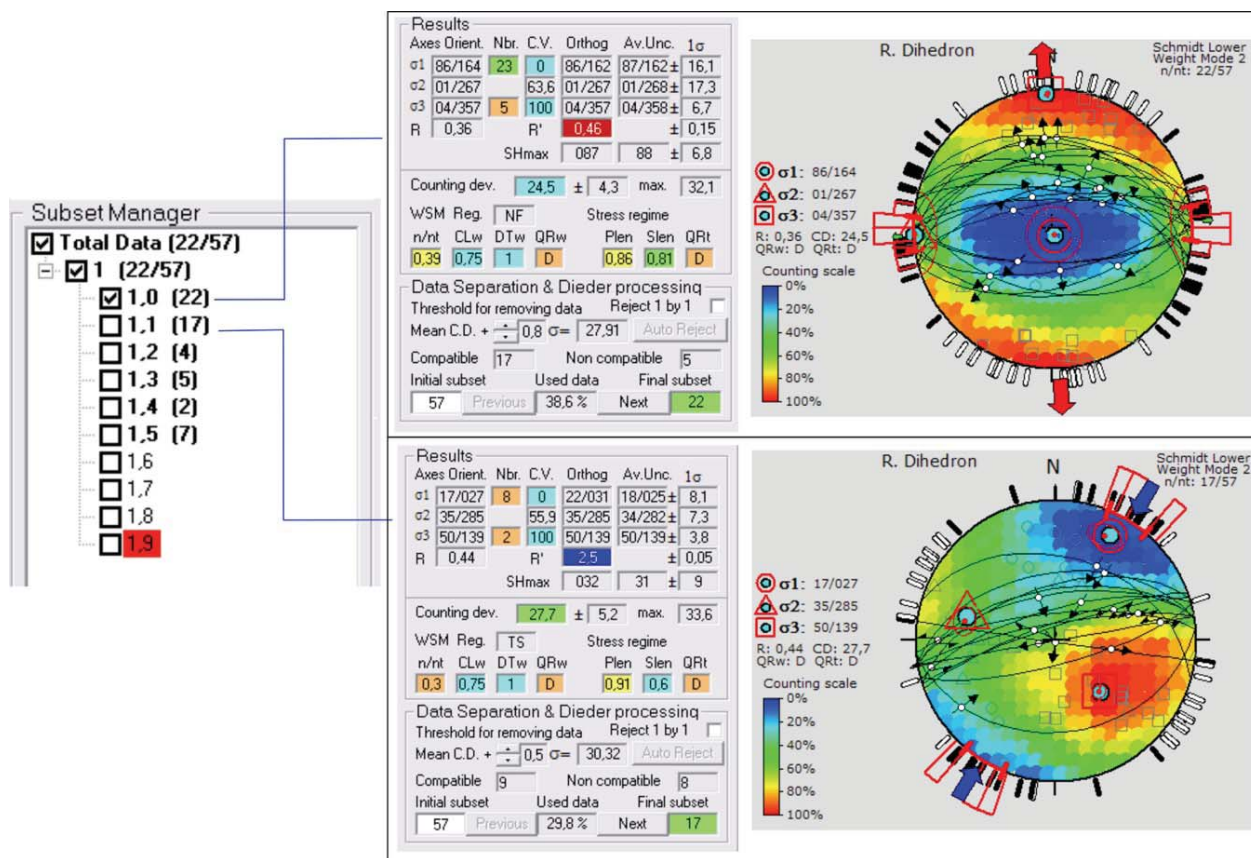 Subset Manager
Total Data (22/57)
1 (22/57)
1,0 (22)
1,1 (17)
1,2 (4)
1,3 (5)
1,4 (2)
1,5 (7)
1,6
1,7
1,8
1,9
Results
Axes Orient. Nbr. C.V. Orthog Av.Unc. 1σ
σ1 86/164 23 0 86/162 87/162 ± 16,1
σ2 01/267 63,6 01/267 01/268 ± 17,3
σ3 04/357 5 100 04/357 04/358 ± 6,7
R 0,36 R' 0,46 ± 0,15
SHmax 087 88 ± 6,8
Counting dev. 24,5 ± 4,3 max. 32,1
WSM Reg. NF Stress regime
n/nt CLw DTw QRw Plen Slen QRt
0,39 0,75 1 D 0,86 0,81 D
Data Separation & Dieder processing
Threshold for removing data Reject 1 by 1
Mean C.D. + 0,8 σ= 27,91 Auto Reject
Compatible 17 Non compatible 5
Initial subset Used data Final subset
57 Previous 38,6 % Next 22
R. Dihedron
Schmidt Lower
Weight Mode 2
n/nt: 22/57
σ1: 86/164
σ2: 01/267
σ3: 04/357
R: 0,36 CD: 24,5
QRw: D QRt: D
Counting scale
0%
20%
40%
60%
80%
100%
Results
Axes Orient. Nbr. C.V. Orthog Av.Unc. 1σ
σ1 17/027 8 0 22/031 18/025 ± 8,1
σ2 35/285 55,9 35/285 34/282 ± 7,3
σ3 50/139 2 100 50/139 50/139 ± 3,8
R 0,44 R' 2,5 ± 0,05
SHmax 032 31 ± 9
Counting dev. 27,7 ± 5,2 max. 33,6
WSM Reg. TS Stress regime
n/nt CLw DTw QRw Plen Slen QRt
0,3 0,75 1 D 0,91 0,6 D
Data Separation & Dieder processing
Threshold for removing data Reject 1 by 1
Mean C.D. + 0,5 σ= 30,32 Auto Reject
Compatible 9 Non compatible 8
Initial subset Used data Final subset
57 Previous 29,8 % Next 17
R. Dihedron
N
Schmidt Lower
Weight Mode 2
n/nt: 17/57
σ1: 17/027
σ2: 35/285
σ3: 50/139
R: 0,44 CD: 27,7
QRw: D QRt: D
Counting scale
0%
20%
40%
60%
80%
100%